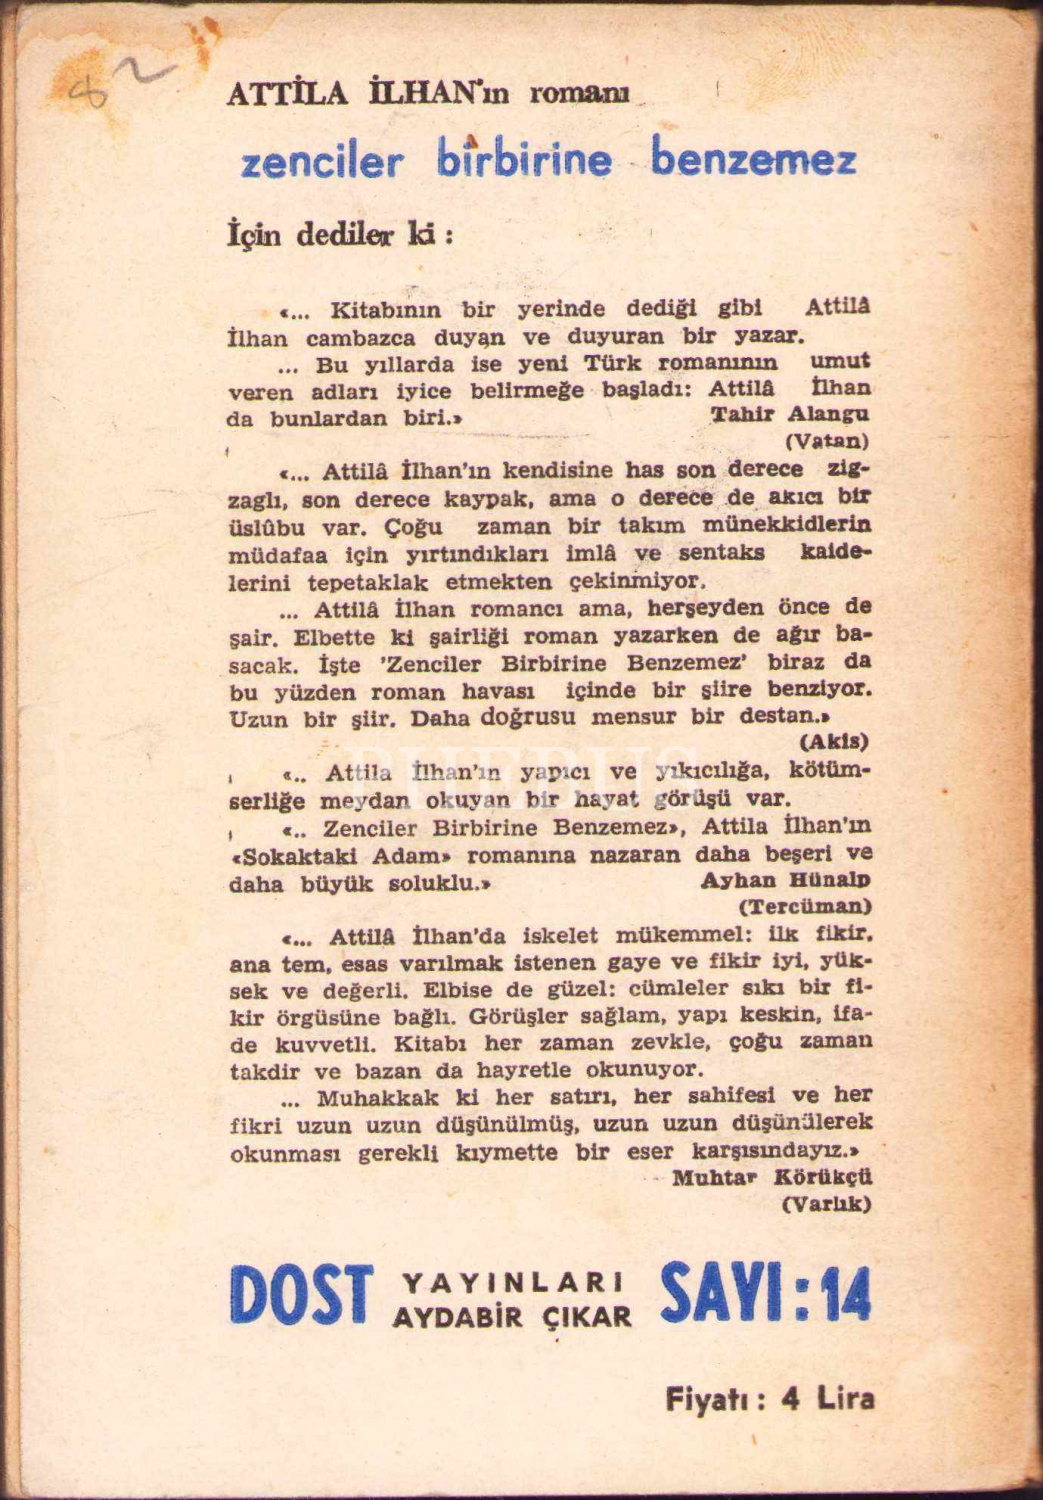 82
ATTİLA İLHAN'ın romanı
zenciler birbirine benzemez
İçin dediler ki :
«... Kitabının bir yerinde dediği gibi Attilâ
İlhan cambazca duyan ve duyuran bir yazar.
... Bu yıllarda ise yeni Türk romanının umut
veren adları iyice belirmeğe başladı: Attilâ İlhan
da bunlardan biri.» Tahir Alangu
(Vatan)
«... Attilâ İlhan'ın kendisine has son derece zig-
zaglı, son derece kaypak, ama o derece de akıcı bir
üslûbu var. Çoğu zaman bir takım münekkidlerin
müdafaa için yırtındıkları imlâ ve sentaks kaide-
lerini tepetaklak etmekten çekinmiyor.
... Attilâ İlhan romancı ama, herşeyden önce de
şair. Elbette ki şairliği roman yazarken de ağır ba-
sacak. İşte 'Zenciler Birbirine Benzemez' biraz da
bu yüzden roman havası içinde bir şiire benziyor.
Uzun bir şiir. Daha doğrusu mensur bir destan.»
(Akis)
PHEBUS
«.. Attila İlhan'ın yapıcı ve yıkıcılığa, kötüm-
serliğe meydan okuyan bir hayat görüşü var.
«.. Zenciler Birbirine Benzemez», Attila İlhan'ın
«Sokaktaki Adam» romanına nazaran daha beşeri ve
daha büyük soluklu.» Ayhan Hünalp
(Tercüman)
«... Attilâ İlhan'da iskelet mükemmel: ilk fikir,
ana tem, esas varılmak istenen gaye ve fikir iyi, yük-
sek ve değerli. Elbise de güzel: cümleler sıkı bir fi-
kir örgüsüne bağlı. Görüşler sağlam, yapı keskin, ifa-
de kuvvetli. Kitabı her zaman zevkle, çoğu zaman
takdir ve bazan da hayretle okunuyor.
... Muhakkak ki her satırı, her sahifesi ve her
fikri uzun uzun düşünülmüş, uzun uzun düşünülerek
okunması gerekli kıymette bir eser karşısındayız.»
Muhtar Körükçü
(Varlık)
DOST YAYINLARI AYDABİR ÇIKAR SAYI : 14
Fiyatı : 4 Lira